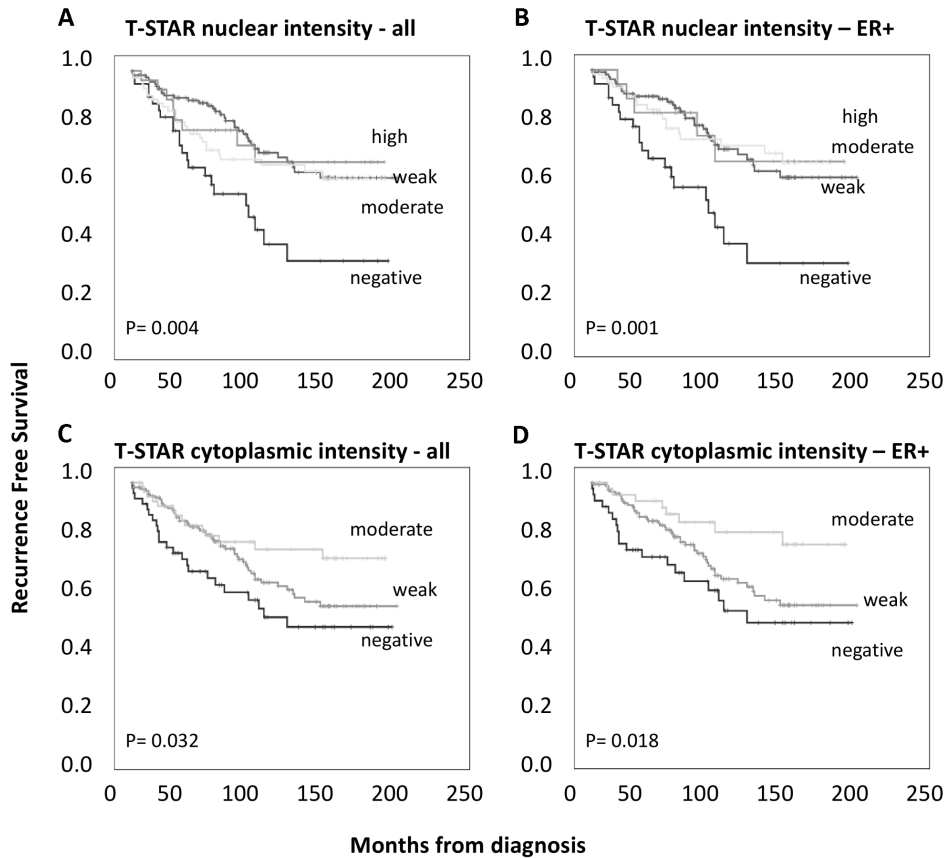 A
T-STAR nuclear intensity - all
1.0
0.8
0.6
0.4
0.2
0.0
high
weak
moderate
negative
P= 0.004
0 50 100 150 200 250
B
T-STAR nuclear intensity – ER+
1.0
0.8
0.6
0.4
0.2
0.0
high
moderate
weak
negative
P= 0.001
0 50 100 150 200 250
Recurrence Free Survival
C
T-STAR cytoplasmic intensity - all
1.0
0.8
0.6
0.4
0.2
0.0
moderate
weak
negative
P= 0.032
0 50 100 150 200 250
D
T-STAR cytoplasmic intensity – ER+
1.0
0.8
0.6
0.4
0.2
0.0
moderate
weak
negative
P= 0.018
0 50 100 150 200 250
Months from diagnosis